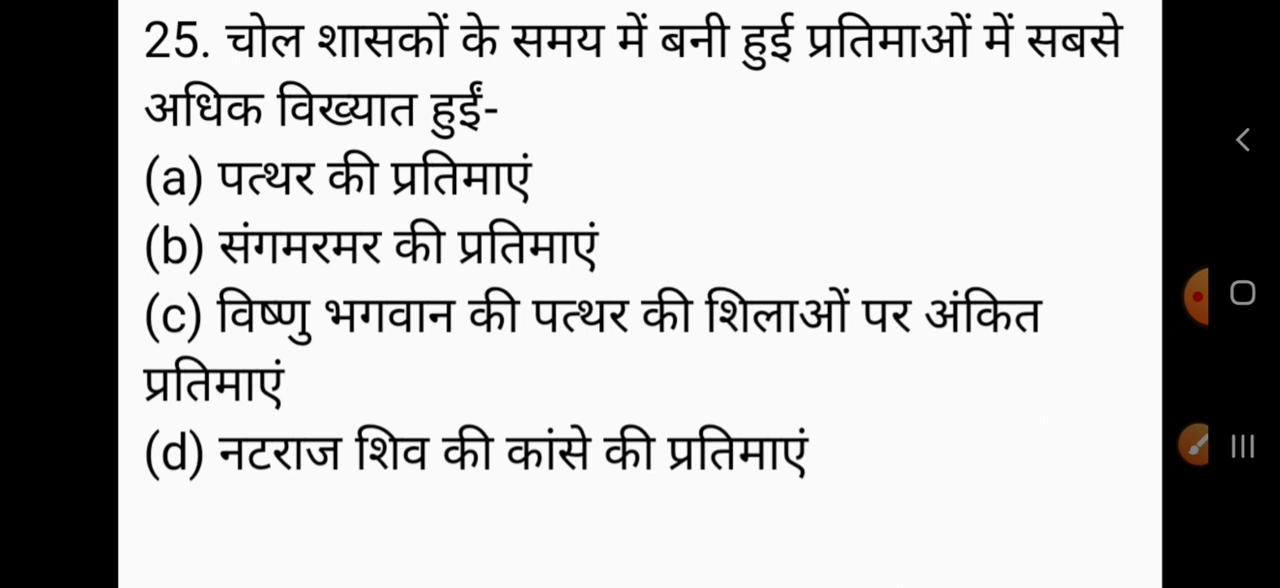 25. चोल शासकों के समय में बनी हुई प्रतिमाओं में सबसे
अधिक विख्यात हुईं-
(a) पत्थर की प्रतिमाएं
(b) संगमरमर की प्रतिमाएं
(c) विष्णु भगवान की पत्थर की शिलाओं पर अंकित
प्रतिमाएं
(d) नटराज शिव की कांसे की प्रतिमाएं